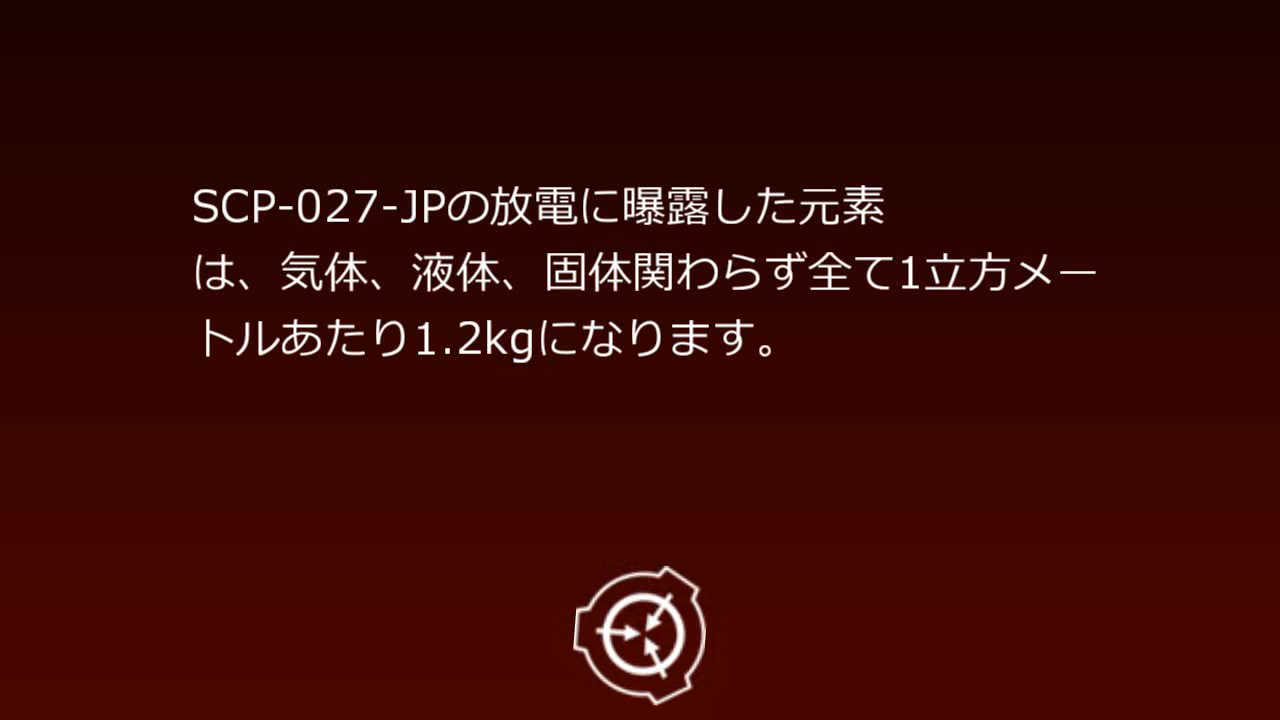 SCP-027-JPの放電に曝露した元素
は、気体、液体、固体関わらず全て1立方メー
トルあたり1.2kgになります。